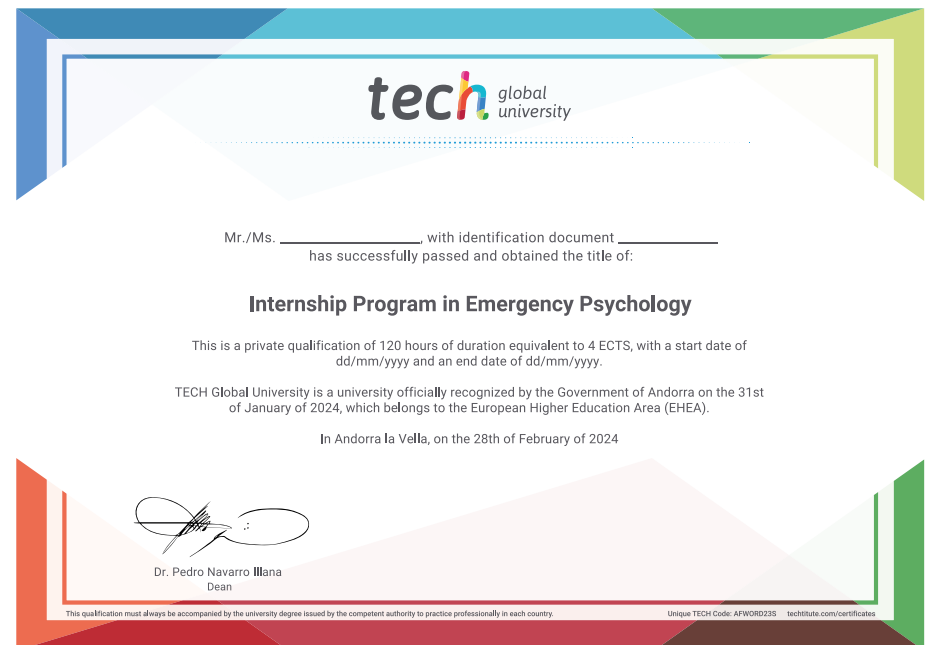 tech global
university
Mr./Ms. ____________________, with identification document ______________
has successfully passed and obtained the title of:
Internship Program in Emergency Psychology
This is a private qualification of 120 hours of duration equivalent to 4 ECTS, with a start date of
dd/mm/yyyy and an end date of dd/mm/yyyy.
TECH Global University is a university officially recognized by the Government of Andorra on the 31st
of January of 2024, which belongs to the European Higher Education Area (EHEA).
In Andorra la Vella, on the 28th of February of 2024
Dr. Pedro Navarro Illana
Dean
This qualification must always be accompanied by the university degree issued by the competent authority to practice professionally in each country.
Unique TECH Code: AFWORD23S techtitute.com/certificates